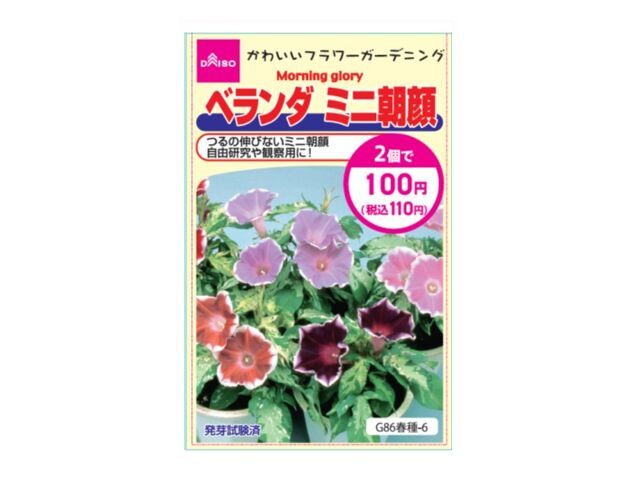 DAISO
かわいいフラワーガーデニング
Morning glory
ベランダ ミニ朝顔
つるの伸びないミニ朝顔
自由研究や観察用に!
2個で
100円
(税込110円)
発芽試験済
G86春種-6